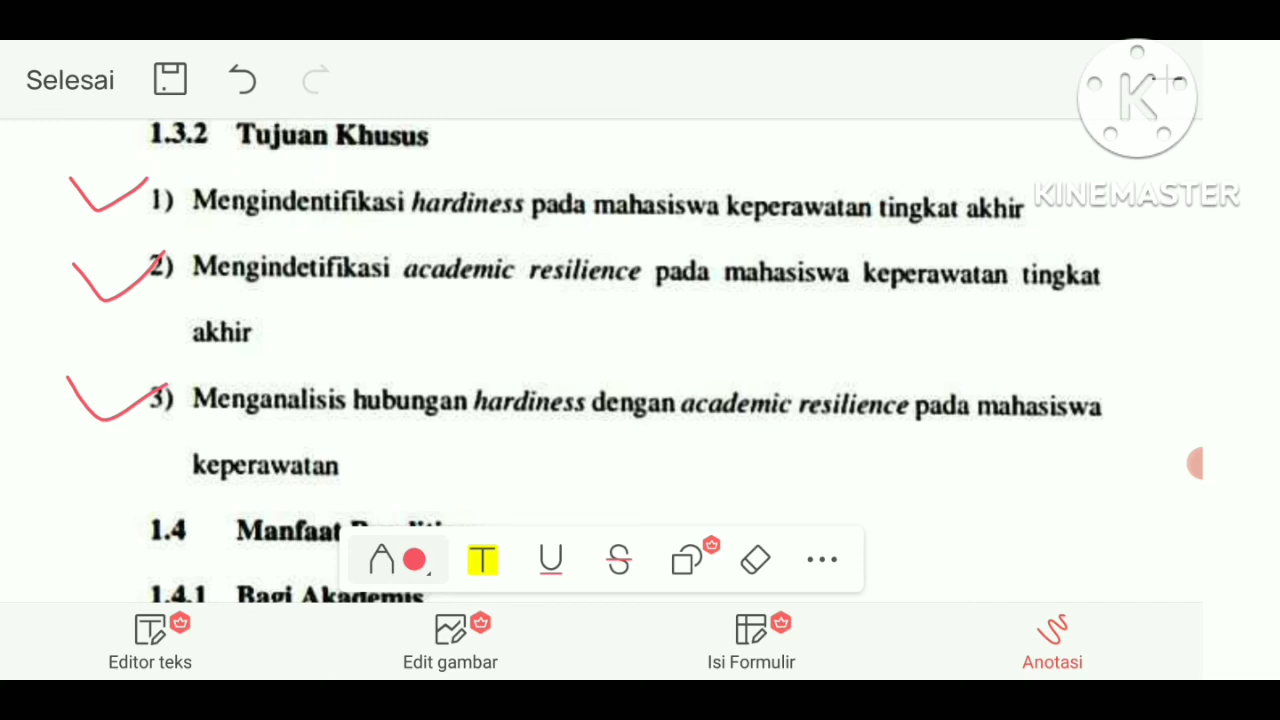 Selesai
KINEMASTER
1.3.2 Tujuan Khusus
1) Mengindentifikasi hardiness pada mahasiswa keperawatan tingkat akhir
2) Mengindetifikasi academic resilience pada mahasiswa keperawatan tingkat
akhir
3) Menganalisis hubungan hardiness dengan academic resilience pada mahasiswa
keperawatan
1.4 Manfaat
1.4.1 Bagi Akademis
Editor teks
Edit gambar
Isi Formulir
Anotasi